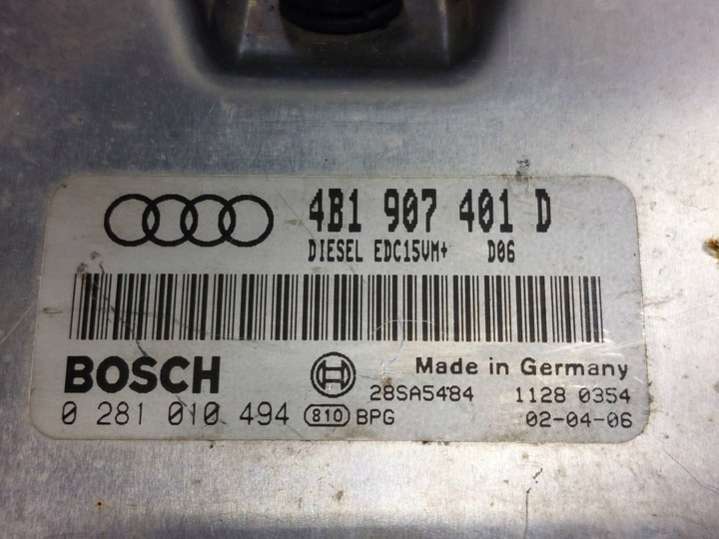 4B1 907 401 D
DIESEL EDC15VM+ D06
BOSCH
Made in Germany
28SA5484 1128 0354
0 281 010 494 810 BPG 02-04-06